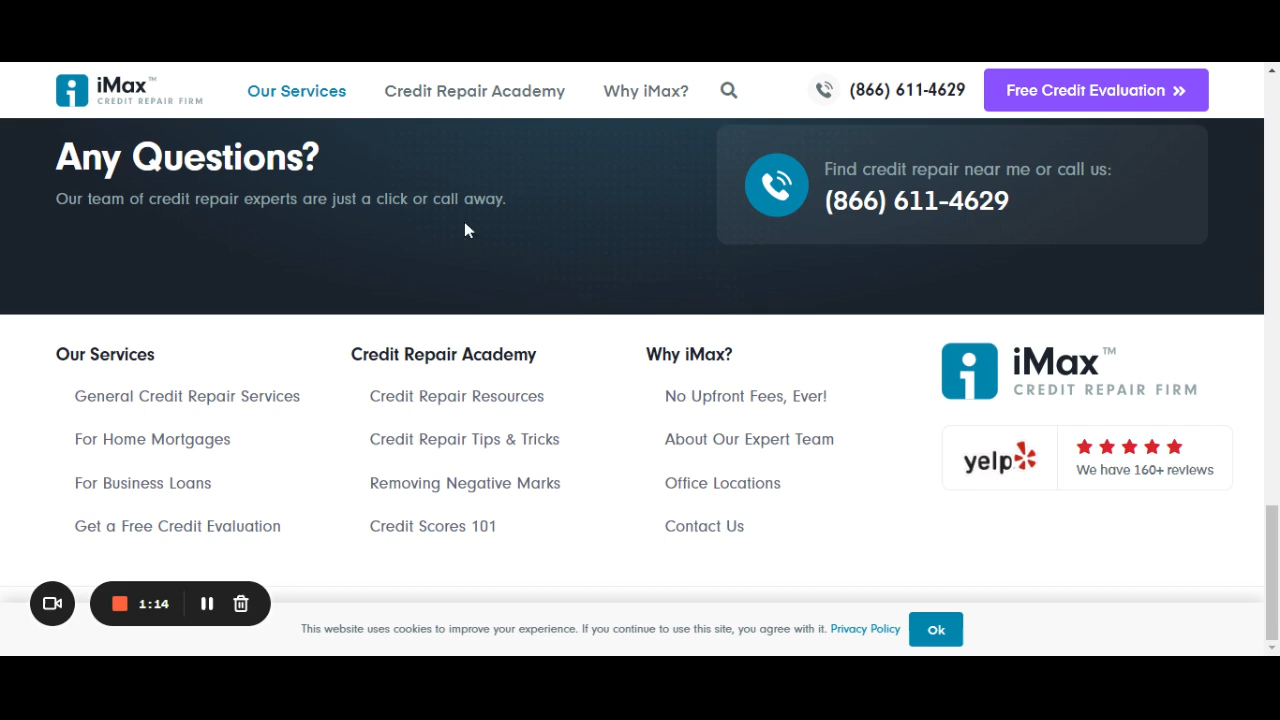 iMax™
CREDIT REPAIR FIRM
Our Services
Credit Repair Academy
Why iMax?
(866) 611-4629
Free Credit Evaluation »
Any Questions?
Our team of credit repair experts are just a click or call away.
Find credit repair near me or call us:
(866) 611-4629
Our Services
General Credit Repair Services
For Home Mortgages
For Business Loans
Get a Free Credit Evaluation
Credit Repair Academy
Credit Repair Resources
Credit Repair Tips & Tricks
Removing Negative Marks
Credit Scores 101
Why iMax?
No Upfront Fees, Ever!
About Our Expert Team
Office Locations
Contact Us
iMax™
CREDIT REPAIR FIRM
yelp
We have 160+ reviews
1:14
This website uses cookies to improve your experience. If you continue to use this site, you agree with it. Privacy Policy
Ok